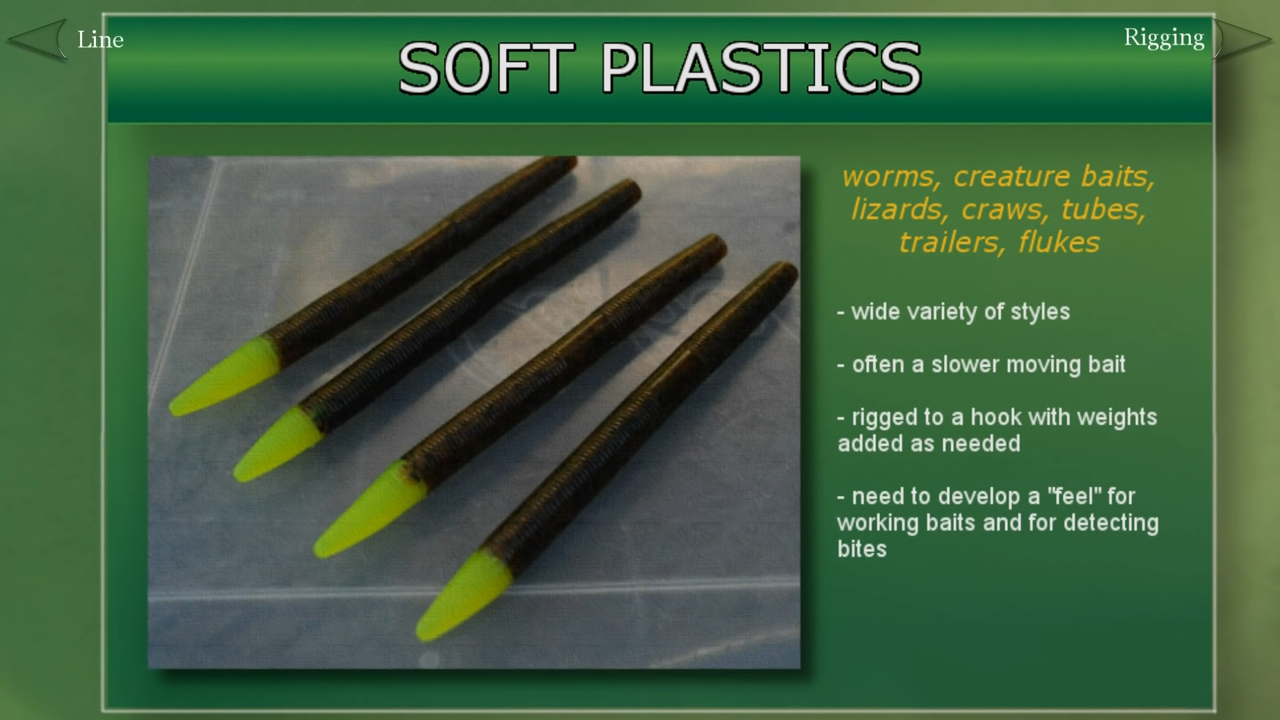 Line
Rigging
SOFT PLASTICS
worms, creature baits,
lizards, craws, tubes,
trailers, flukes
- wide variety of styles
- often a slower moving bait
- rigged to a hook with weights
added as needed
- need to develop a "feel" for
working baits and for detecting
bites